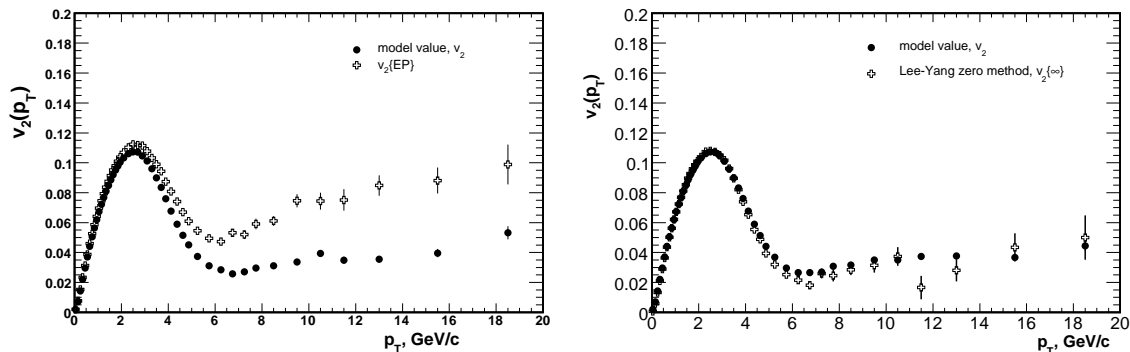 0.2
0.18
0.16
0.14
0.12
0.1
0.08
0.06
0.04
0.02
0
v₂(p_T)
model value, v₂
v₂{EP}
0 2 4 6 8 10 12 14 16 18 20
p_T, GeV/c
0.2
0.18
0.16
0.14
0.12
0.1
0.08
0.06
0.04
0.02
0
v₂(p_T)
model value, v₂
Lee-Yang zero method, v₂{∞}
0 2 4 6 8 10 12 14 16 18 20
p_T, GeV/c